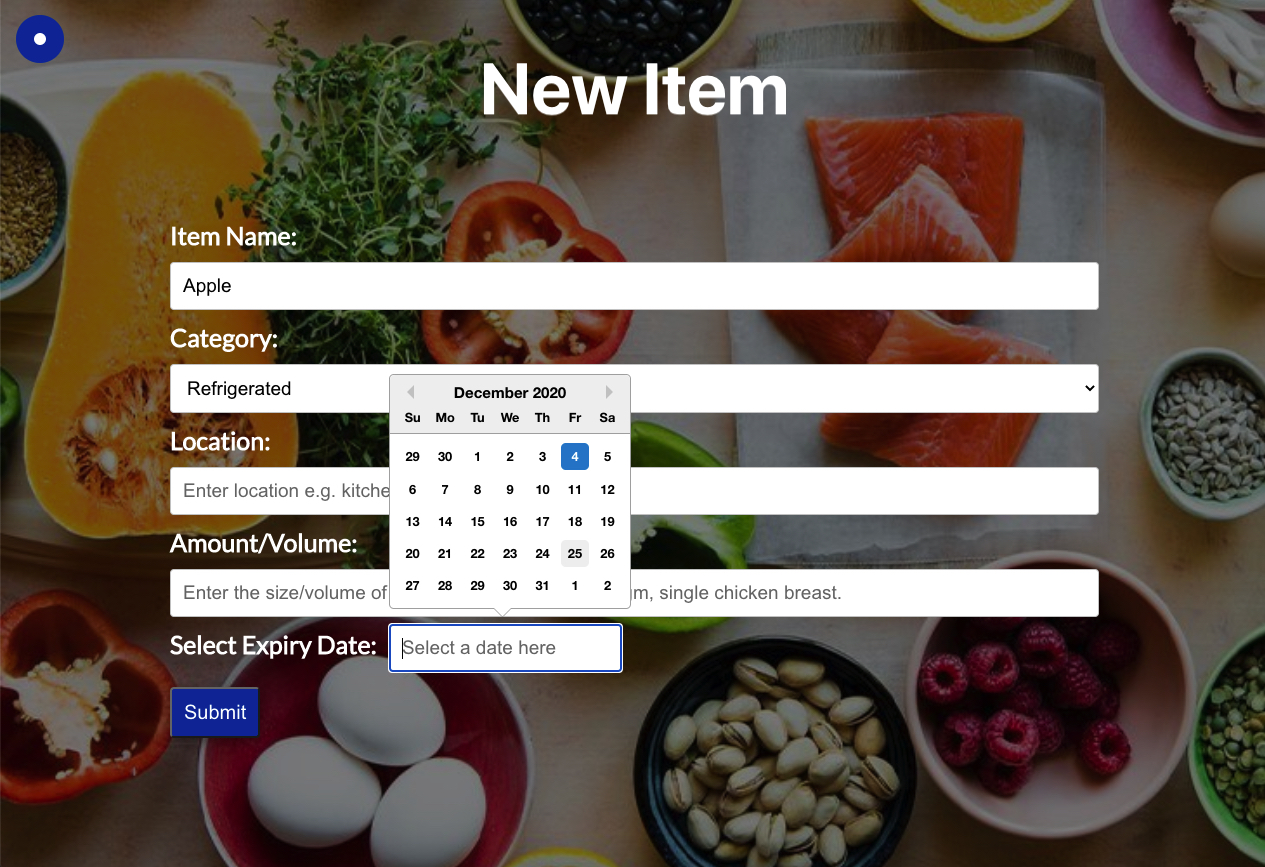 New Item
Item Name:
Apple
Category:
Refrigerated
December 2020
Su Mo Tu We Th Fr Sa
29 30 1 2 3 4 5
6 7 8 9 10 11 12
13 14 15 16 17 18 19
20 21 22 23 24 25 26
27 28 29 30 31 1 2
Location:
Enter location e.g. kitche
Amount/Volume:
Enter the size/volume of m, single chicken breast.
Select Expiry Date: Select a date here
Submit